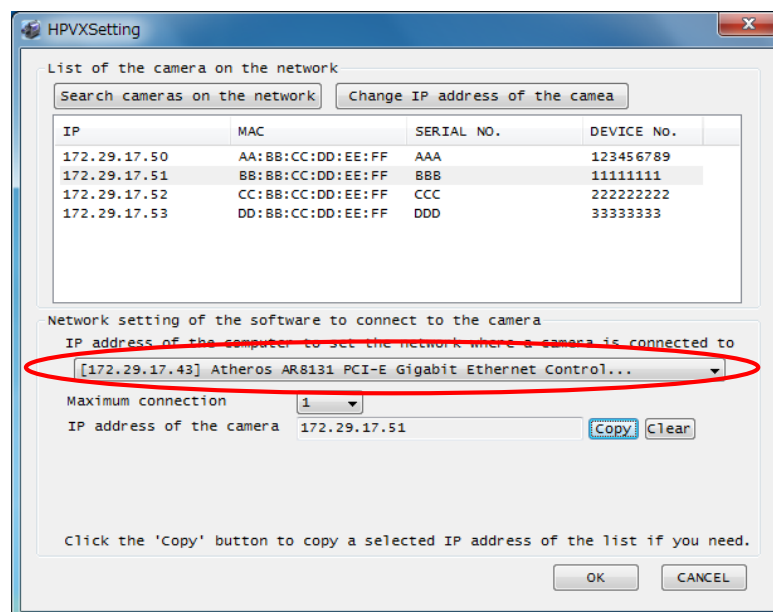 HPVXSetting
List of the camera on the network
Search cameras on the network Change IP address of the camea
IP MAC SERIAL NO. DEVICE No.
172.29.17.50 AA:BB:CC:DD:EE:FF AAA 123456789
172.29.17.51 BB:BB:CC:DD:EE:FF BBB 11111111
172.29.17.52 CC:BB:CC:DD:EE:FF CCC 222222222
172.29.17.53 DD:BB:CC:DD:EE:FF DDD 33333333
Network setting of the software to connect to the camera
IP address of the computer to set the network where a camera is connected to
[172.29.17.43] Atheros AR8131 PCI-E Gigabit Ethernet Control...
Maximum connection 1
IP address of the camera 172.29.17.51 Copy Clear
Click the 'Copy' button to copy a selected IP address of the list if you need.
OK CANCEL